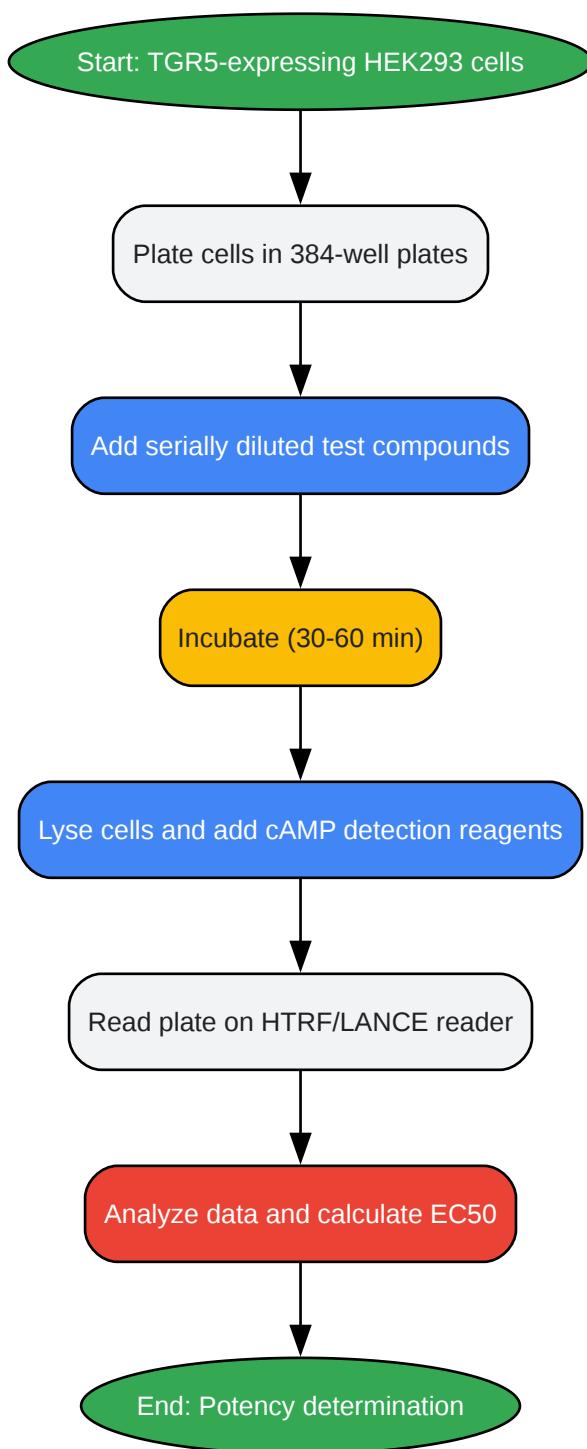 Start: TGR5-expressing HEK293 cells
Plate cells in 384-well plates
Add serially diluted test compounds
Incubate (30-60 min)
Lyse cells and add cAMP detection reagents
Read plate on HTRF/LANCE reader
Analyze data and calculate EC50
End: Potency determination